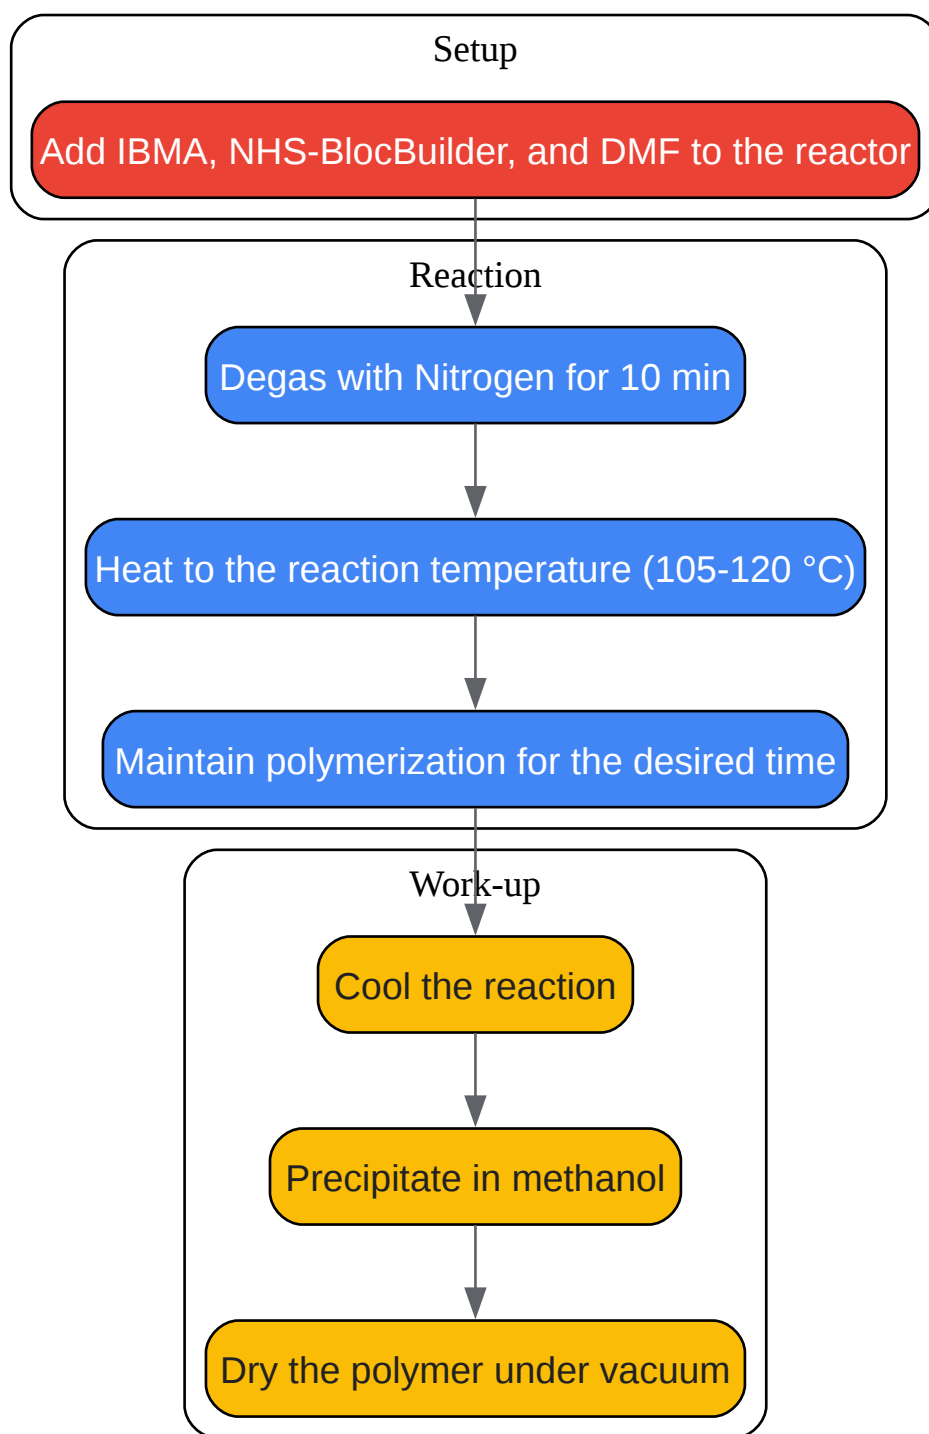 Setup
Add IBMA, NHS-BlocBuilder, and DMF to the reactor
Reaction
Degas with Nitrogen for 10 min
Heat to the reaction temperature (105-120 °C)
Maintain polymerization for the desired time
Work-up
Cool the reaction
Precipitate in methanol
Dry the polymer under vacuum